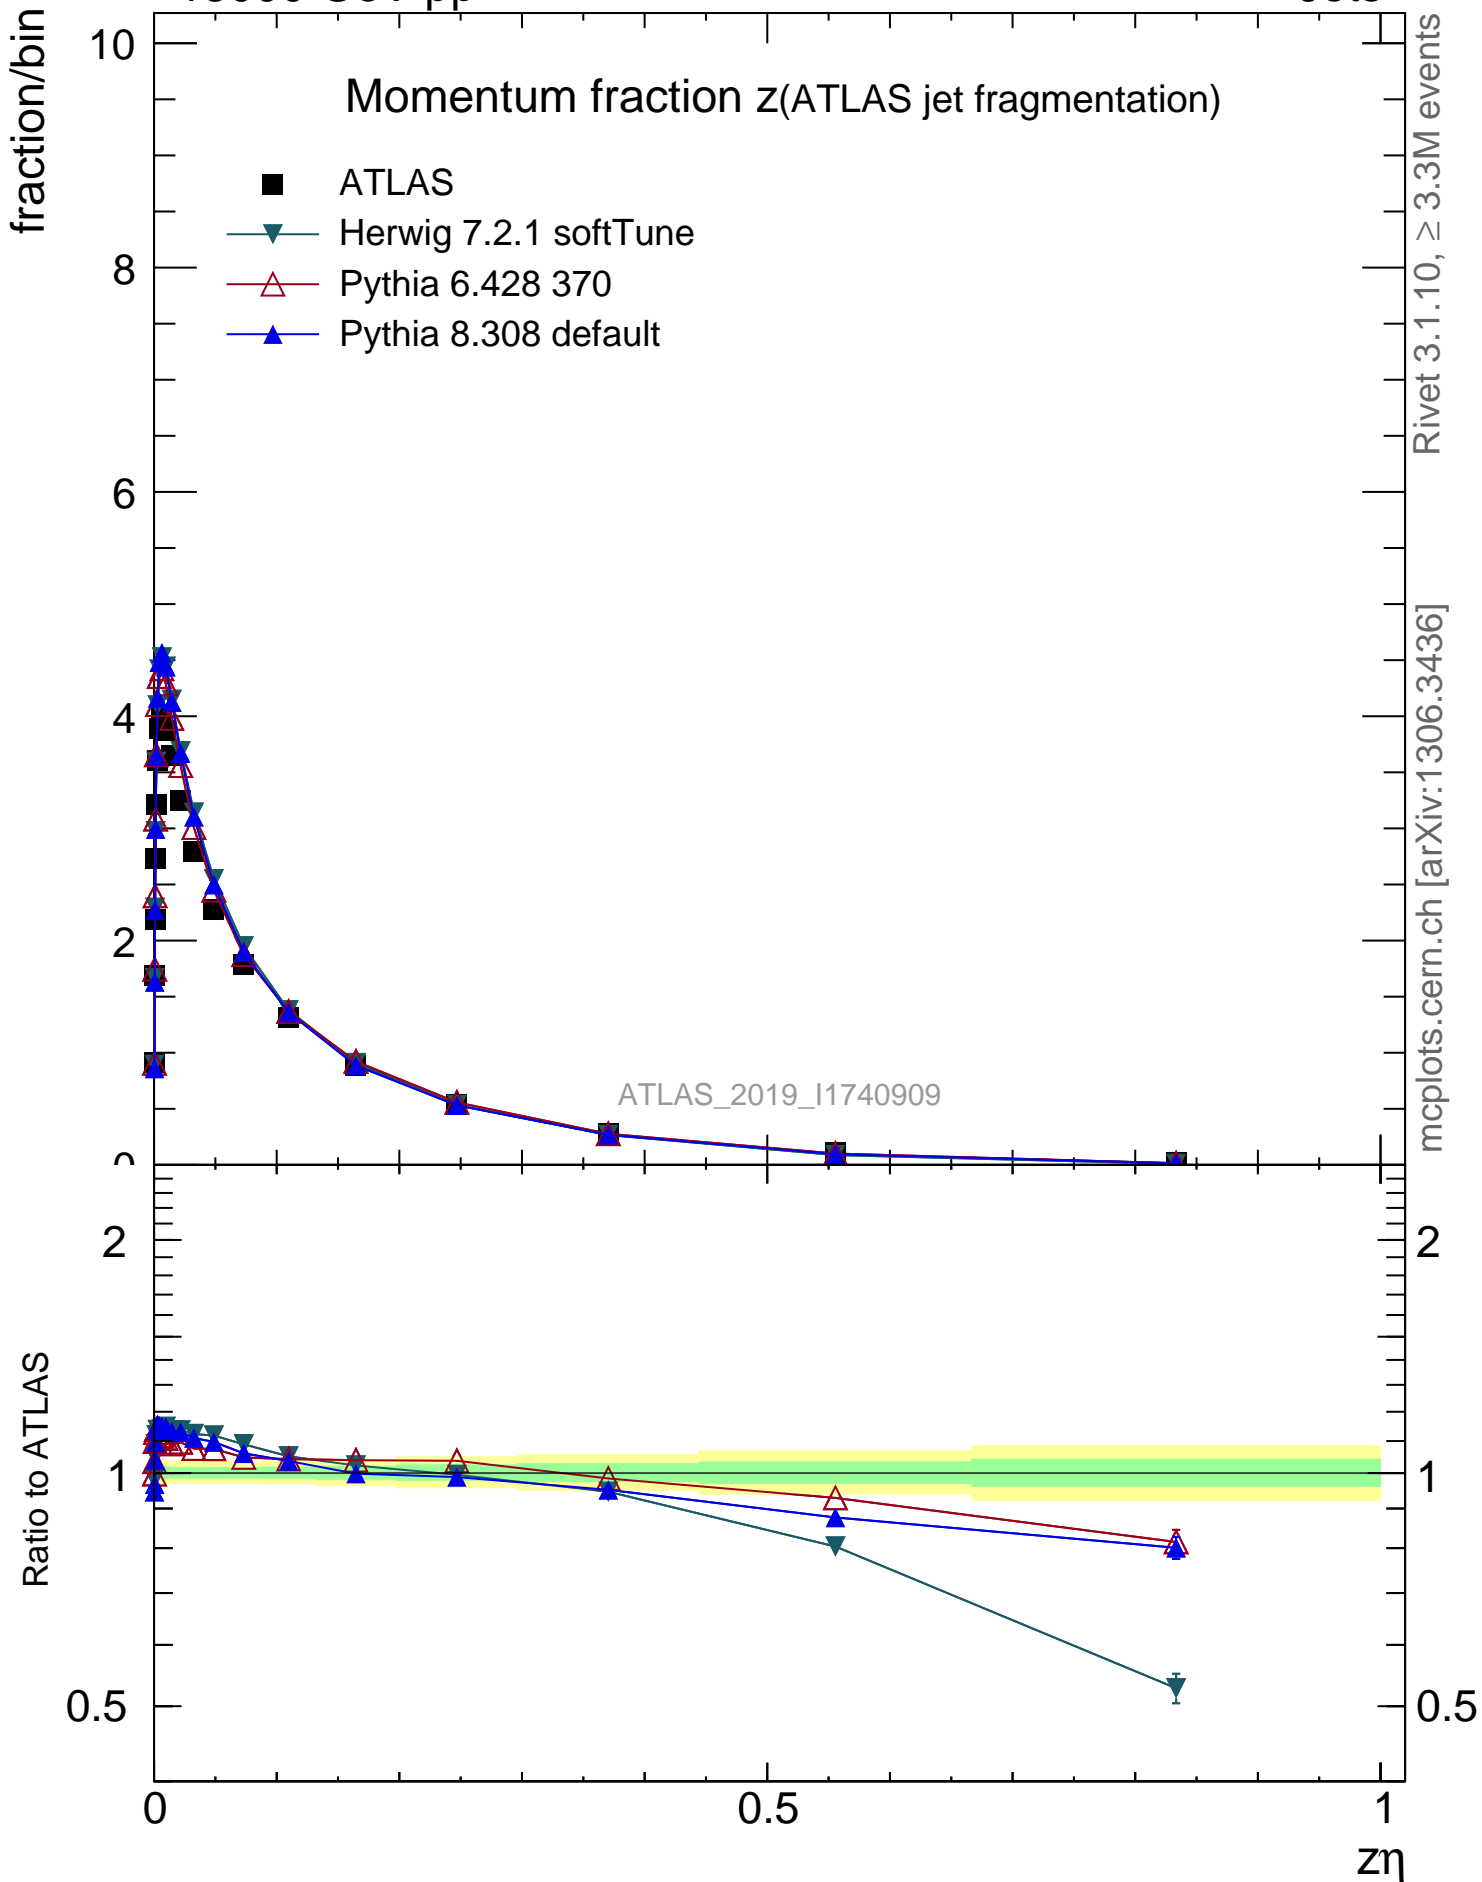 fraction/bin
10
8
6
4
2
0
Momentum fraction z(ATLAS jet fragmentation)
ATLAS
Herwig 7.2.1 softTune
Pythia 6.428 370
Pythia 8.308 default
ATLAS_2019_I1740909
Rivet 3.1.10, ≥ 3.3M events
mcplots.cern.ch [arXiv:1306.3436]
Ratio to ATLAS
2
1
0.5
2
1
0.5
0
0.5
1
zη